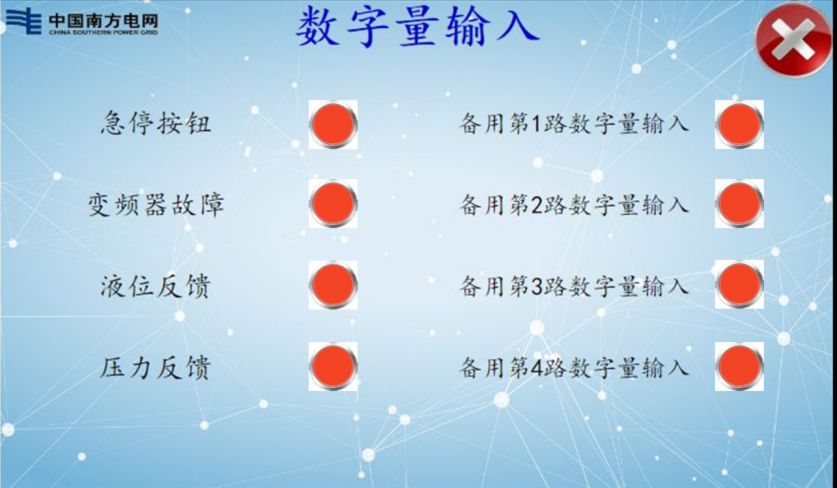 中国南方电网
CHINA SOUTHERN POWER GRID
数字量输入
急停按钮
备用第1路数字量输入
变频器故障
备用第2路数字量输入
液位反馈
备用第3路数字量输入
压力反馈
备用第4路数字量输入